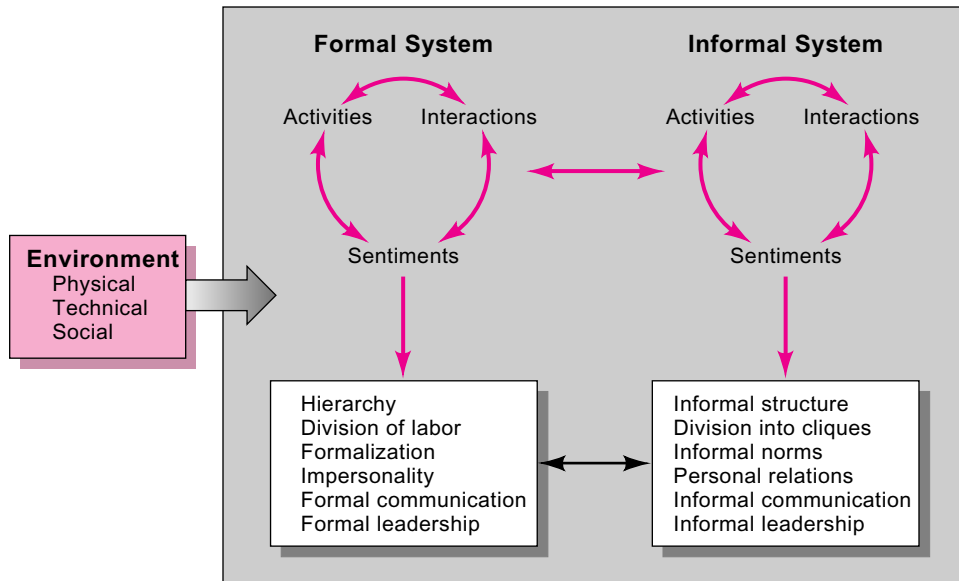 Formal System
Informal System
Activities
Interactions
Sentiments
Activities
Interactions
Sentiments
Environment
Physical
Technical
Social
Hierarchy
Division of labor
Formalization
Impersonality
Formal communication
Formal leadership
Informal structure
Division into cliques
Informal norms
Personal relations
Informal communication
Informal leadership